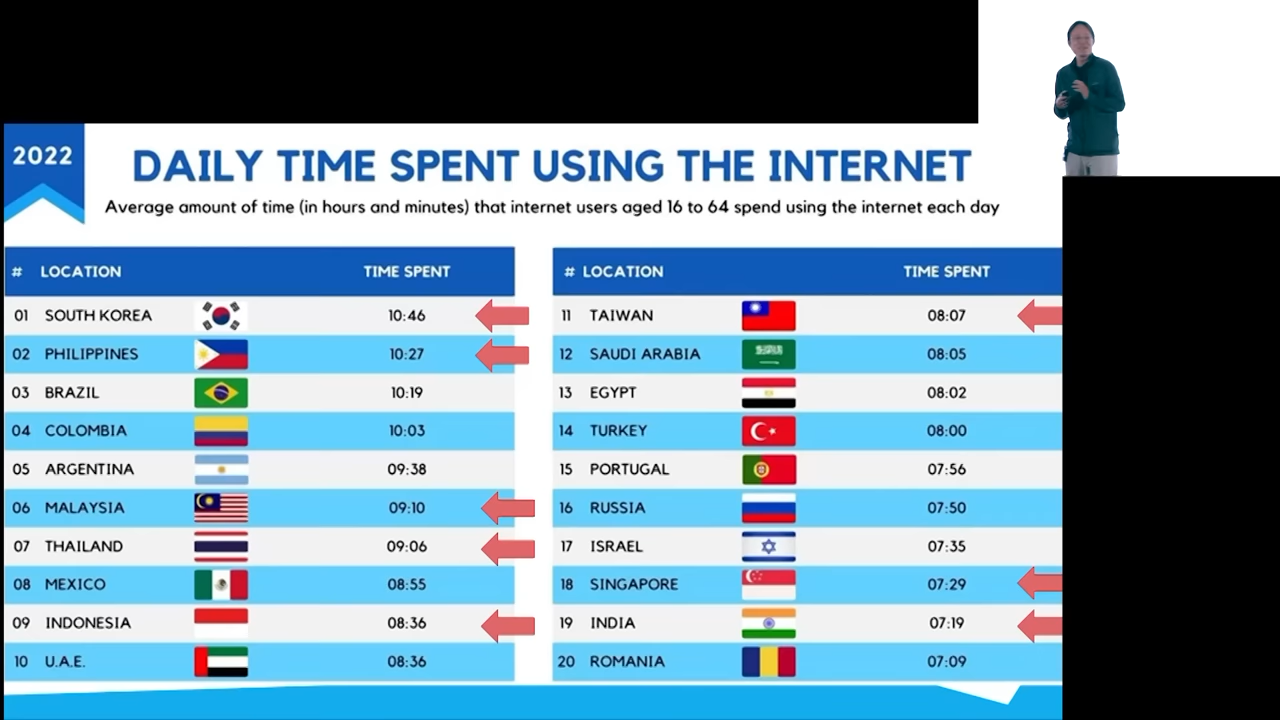 2022
DAILY TIME SPENT USING THE INTERNET
Average amount of time (in hours and minutes) that internet users aged 16 to 64 spend using the internet each day
# LOCATION TIME SPENT
01 SOUTH KOREA 10:46
02 PHILIPPINES 10:27
03 BRAZIL 10:19
04 COLOMBIA 10:03
05 ARGENTINA 09:38
06 MALAYSIA 09:10
07 THAILAND 09:06
08 MEXICO 08:55
09 INDONESIA 08:36
10 U.A.E. 08:36
# LOCATION TIME SPENT
11 TAIWAN 08:07
12 SAUDI ARABIA 08:05
13 EGYPT 08:02
14 TURKEY 08:00
15 PORTUGAL 07:56
16 RUSSIA 07:50
17 ISRAEL 07:35
18 SINGAPORE 07:29
19 INDIA 07:19
20 ROMANIA 07:09